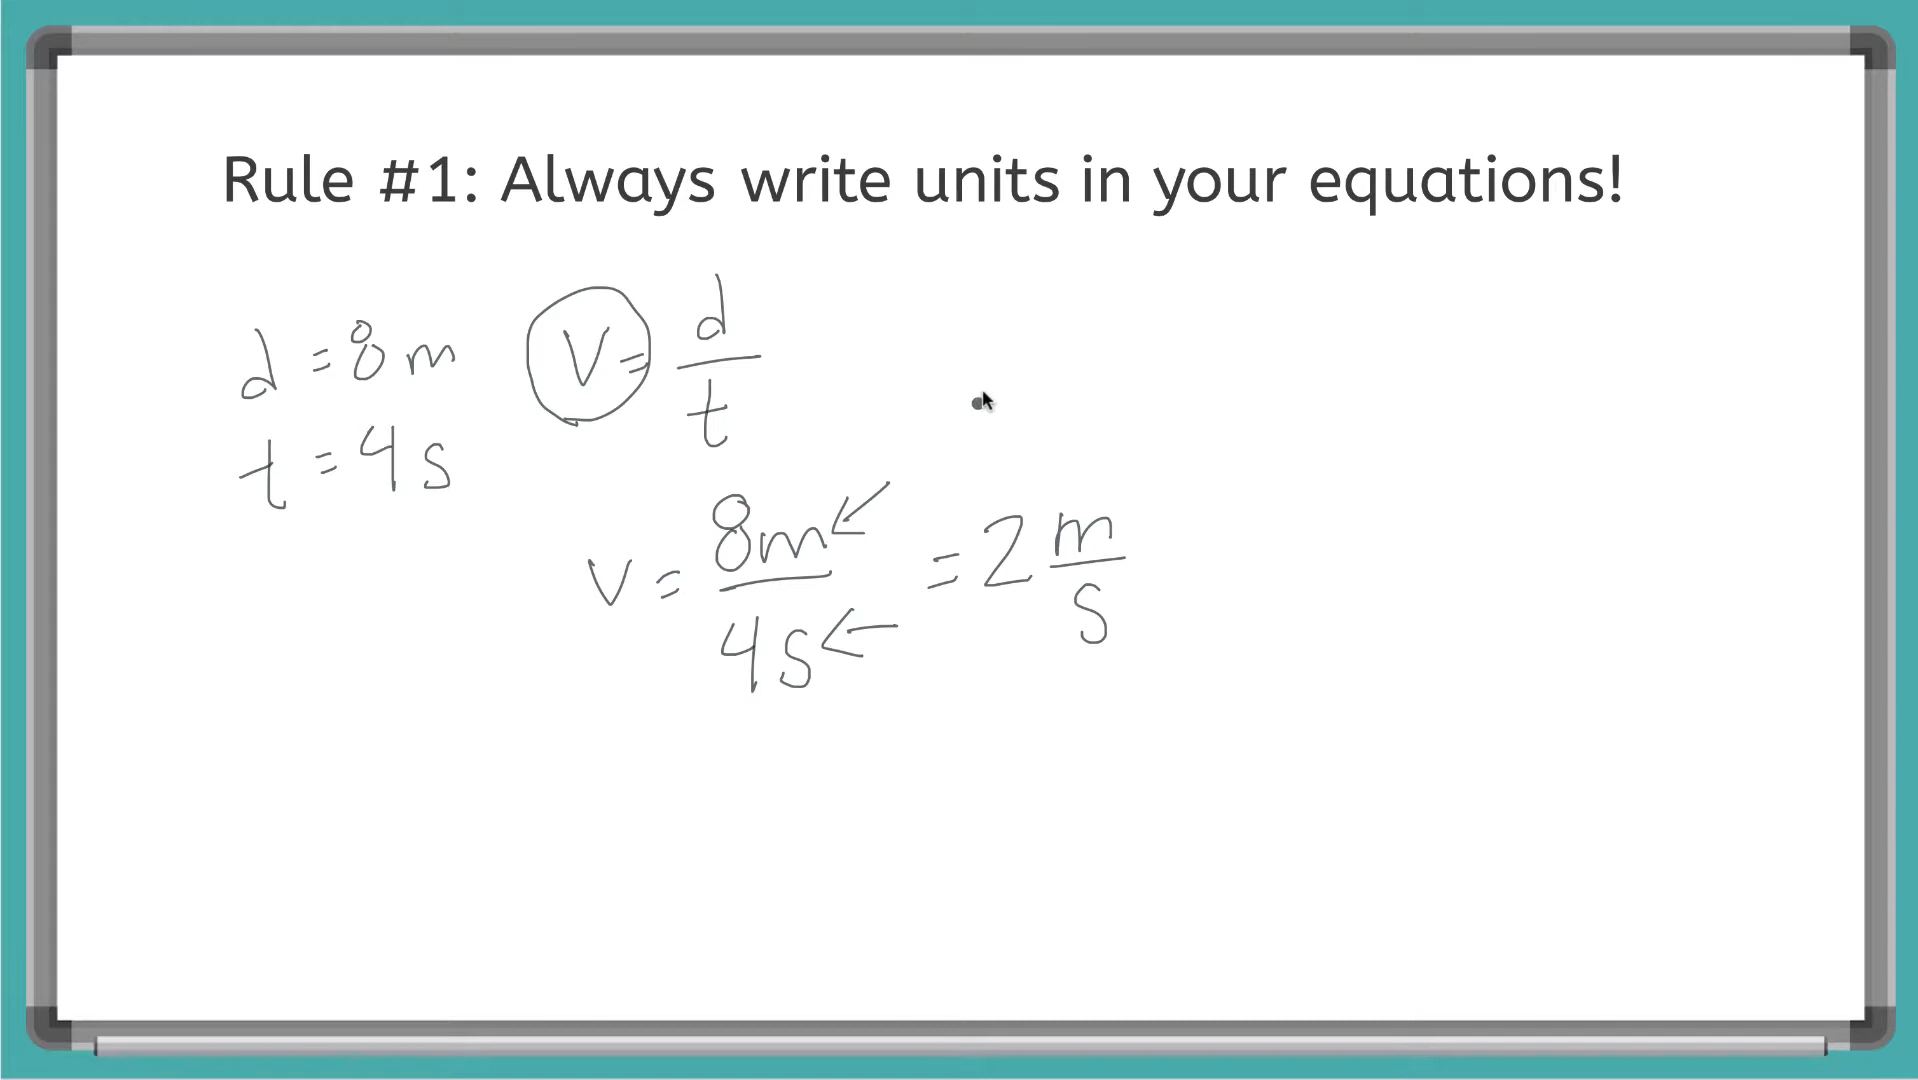 Rule #1: Always write units in your equations!
d = 8 m
t = 4 s
V = d/t
v = 8m/4s = 2 m/s